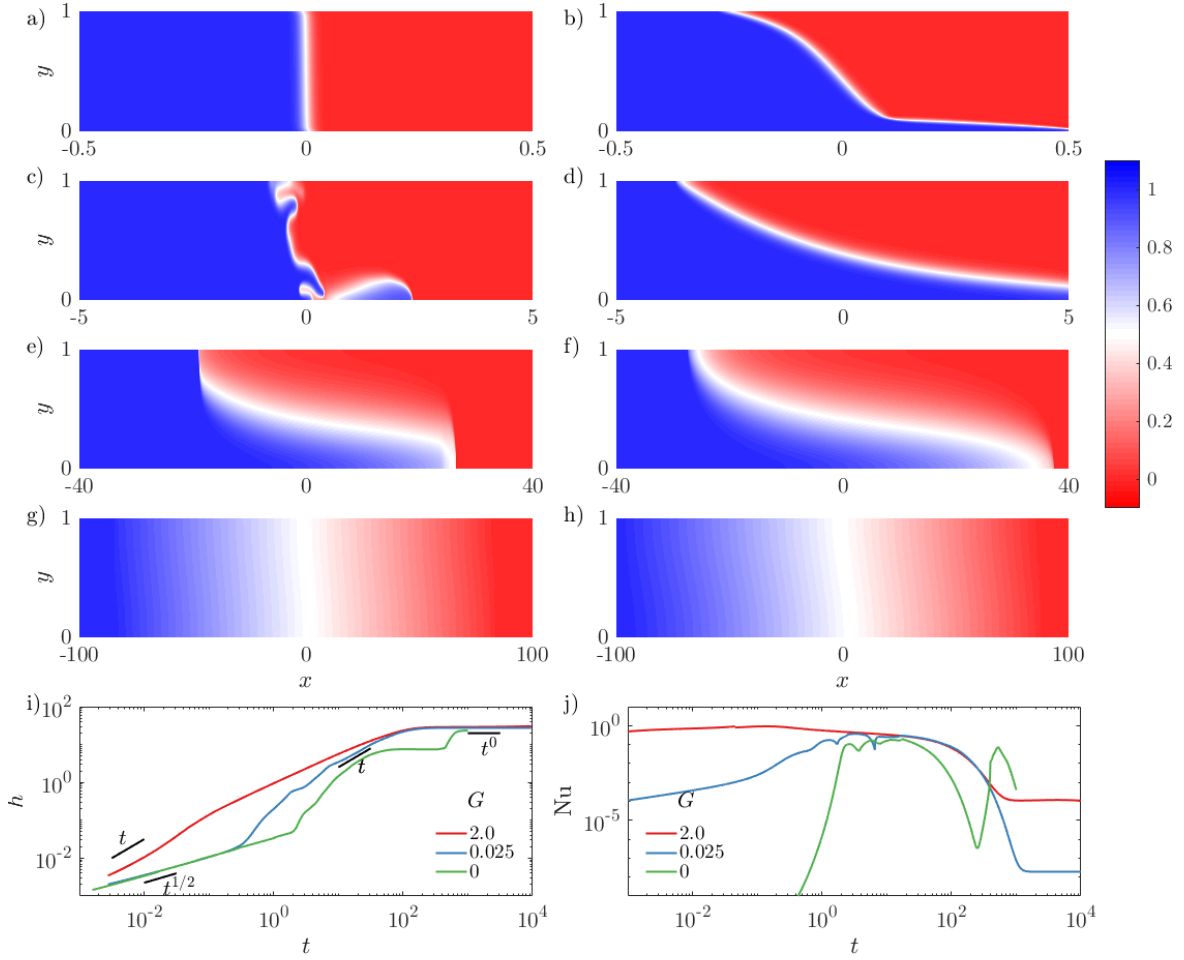 a) b)
1 1
y
0 0
-0.5 0 0.5 -0.5 0 0.5
c) d)
1 1
y
0 0
-5 0 5 -5 0 5
e) f)
1 1
y
0 0
-40 0 40 -40 0 40
g) h)
1 1
y
0 0
-100 0 100 -100 0 100
x x
1
0.8
0.6
0.4
0.2
0
i)
10^2
10^0
10^-2
h
t
t^1/2
t
t^0
G
2.0
0.025
0
10^-2 10^0 10^2 10^4
t
j)
10^0
10^-5
Nu
G
2.0
0.025
0
10^-2 10^0 10^2 10^4
t